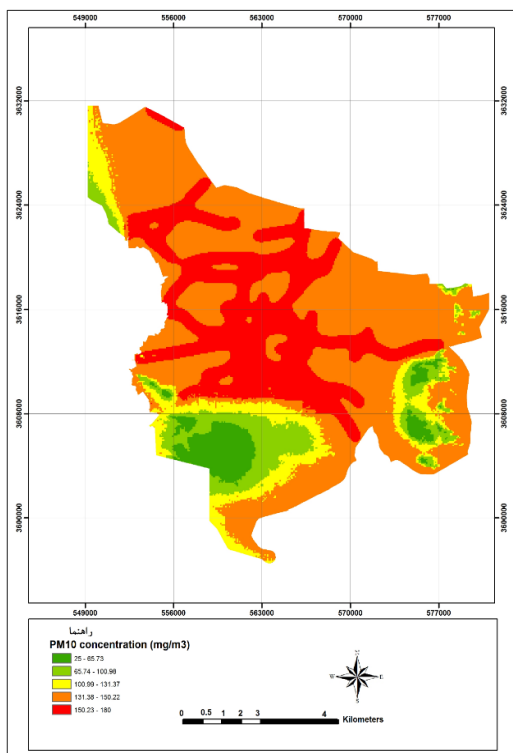 549000 556000 563000 570000 577000
3632000 3632000
3624000 3624000
3616000 3616000
3608000 3608000
3600000 3600000
549000 556000 563000 570000 577000
راهنما
PM10 concentration (mg/m3)
25 - 65.73
65.74 - 100.98
100.99 - 131.37
131.38 - 150.22
150.23 - 180
N
W E
S
0 0.5 1 2 3 4
Kilometers